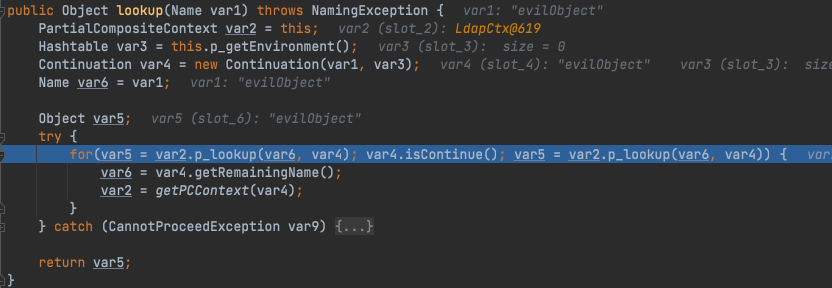 public Object lookup(Name var1) throws NamingException {   var1: "evilObject"
    PartialCompositeContext var2 = this;   var2 (slot_2): LdapCtx@619
    Hashtable var3 = this.p_getEnvironment();   var3 (slot_3):  size = 0
    Continuation var4 = new Continuation(var1, var3);   var4 (slot_4): "evilObject"    var3 (slot_3):  size
    Name var6 = var1;   var1: "evilObject"
    Object var5;   var5 (slot_6): "evilObject"
    try {
        for(var5 = var2.p_lookup(var6, var4); var4.isContinue(); var5 = var2.p_lookup(var6, var4)) {
            var6 = var4.getRemainingName();
            var2 = getPCContext(var4);
        }
    } catch (CannotProceedException var9) {...}
    return var5;
}